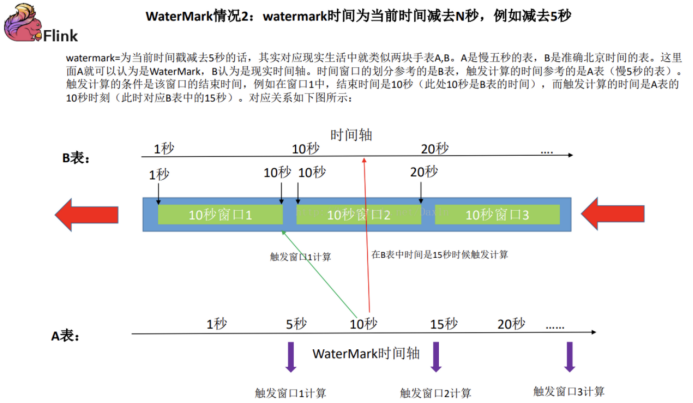 WaterMark情况2：watermark时间为当前时间减去N秒，例如减去5秒
Flink
watermark=为当前时间戳减去5秒的话，其实对应现实生活中就类似两块手表A,B。A是慢五秒的表，B是准确北京时间的表。这里
面A就可以认为是WaterMark，B认为是现实时间轴。时间窗口的划分参考的是B表，触发计算的时间参考的是A表（慢5秒的表）。
触发计算的条件是该窗口的结束时间，例如在窗口1中，结束时间是10秒（此处10秒是B表的时间），而触发计算的时间是A表的
10秒时刻（此时对应B表中的15秒）。对应关系如下图所示：
时间轴
B表：
1秒 10秒 20秒 ....
1秒 10秒 10秒 20秒
10秒窗口1 10秒窗口2 10秒窗口3
触发窗口1计算 在B表中时间是15秒时候触发计算
1秒 5秒 10秒 15秒 20秒 ......
A表：
WaterMark时间轴
触发窗口1计算 触发窗口2计算 触发窗口3计算